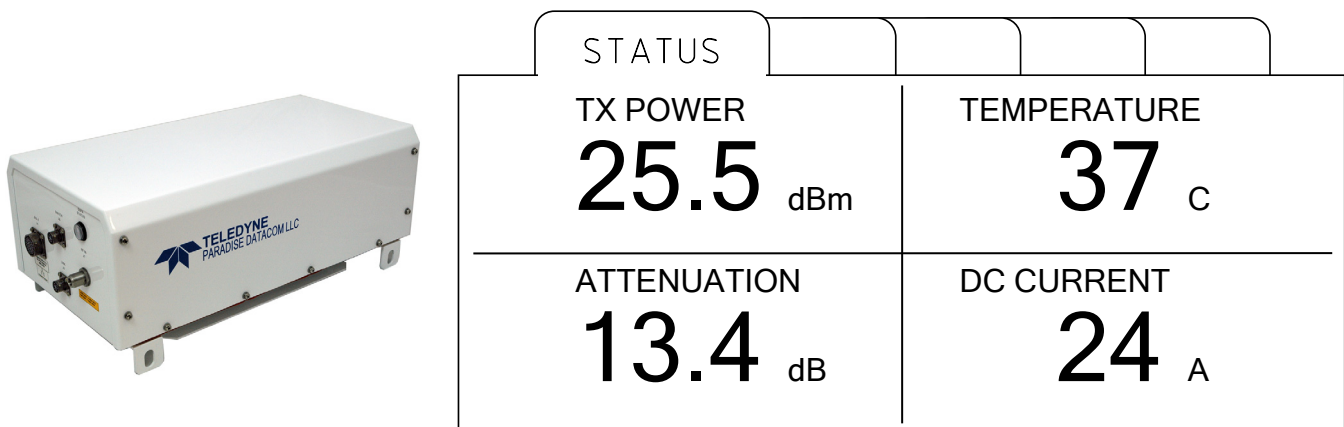 TELEDYNE
PARADISE DATACOM LLC
STATUS
TX POWER
25.5 dBm
TEMPERATURE
37 C
ATTENUATION
13.4 dB
DC CURRENT
24 A